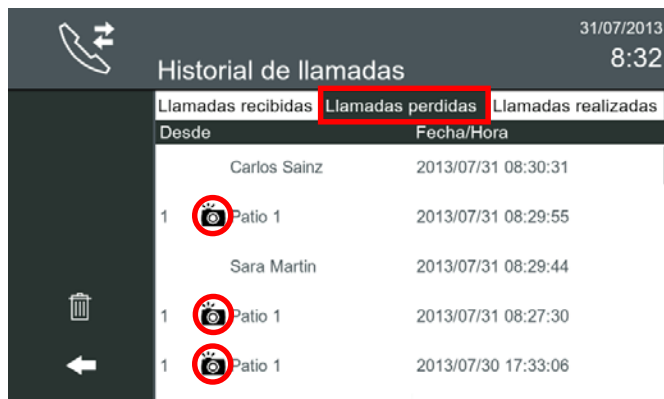 31/07/2013
8:32
Historial de llamadas
Llamadas recibidas Llamadas perdidas Llamadas realizadas
Desde Fecha/Hora
Carlos Sainz 2013/07/31 08:30:31
1 Patio 1 2013/07/31 08:29:55
Sara Martin 2013/07/31 08:29:44
1 Patio 1 2013/07/31 08:27:30
1 Patio 1 2013/07/30 17:33:06